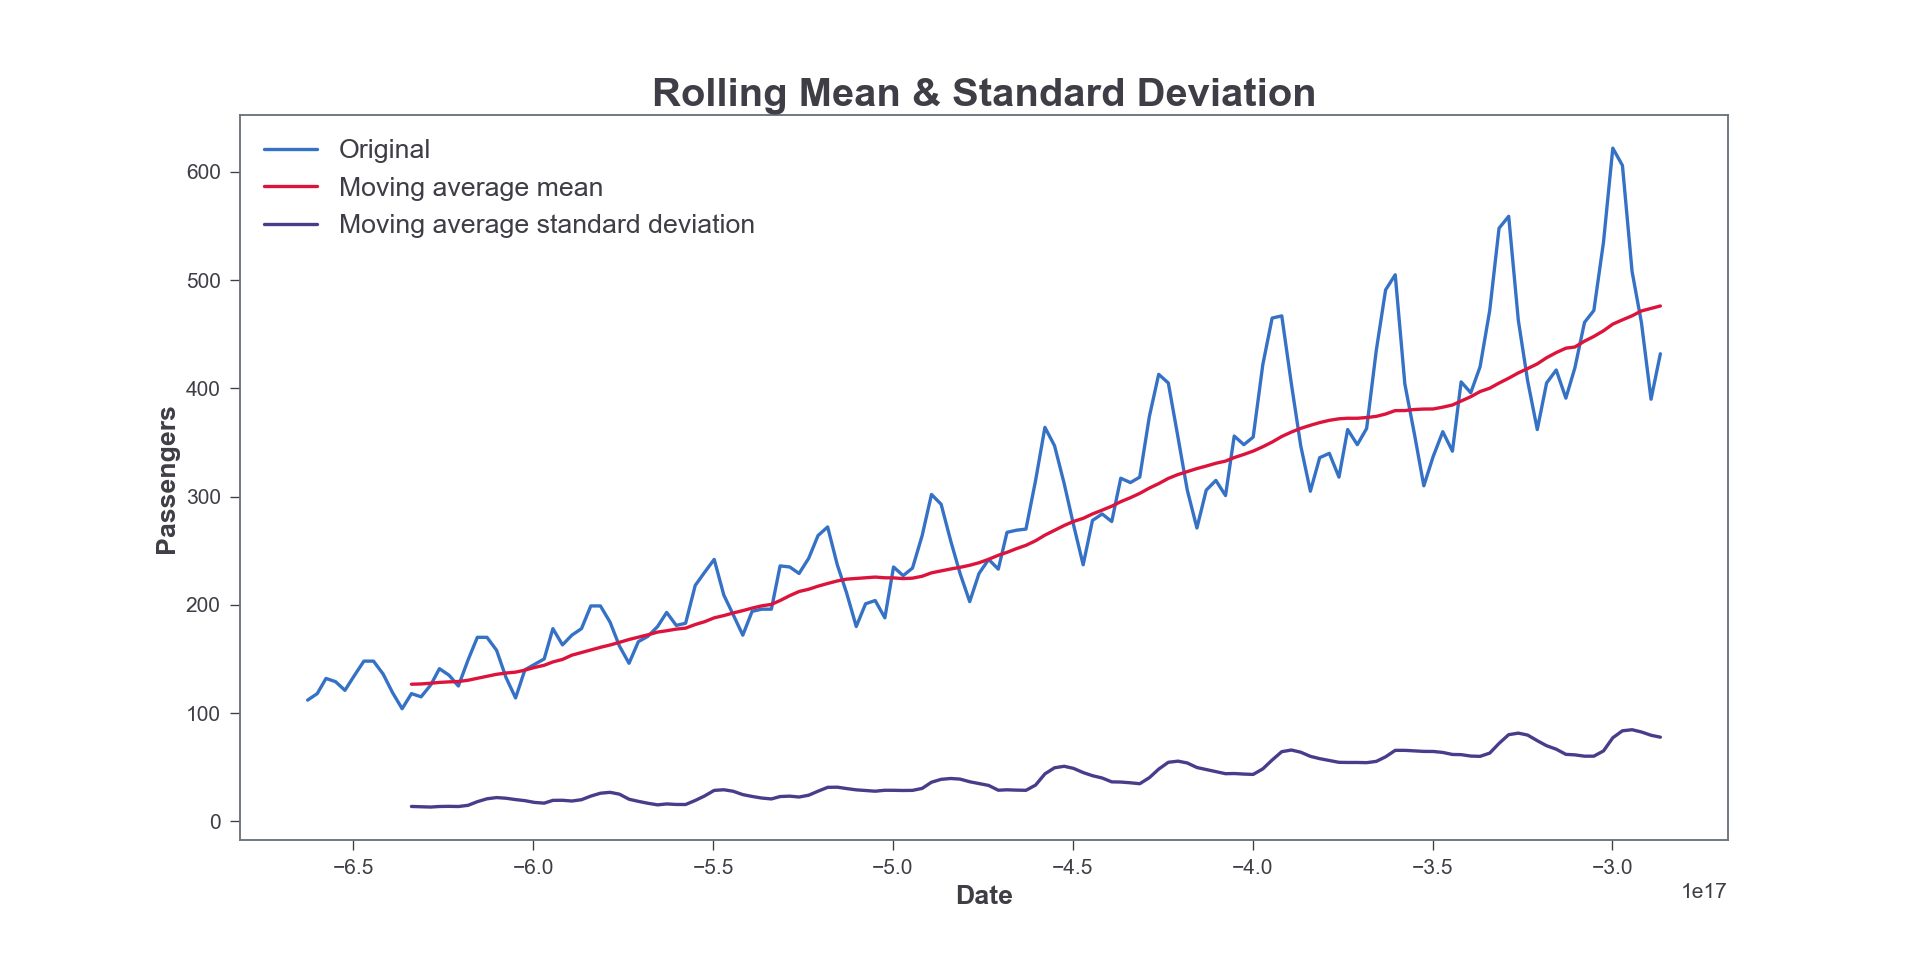 Rolling Mean & Standard Deviation
Original
Moving average mean
Moving average standard deviation
600
500
400
300
200
100
0
Passengers
−6.5 −6.0 −5.5 −5.0 −4.5 −4.0 −3.5 −3.0
1e17
Date